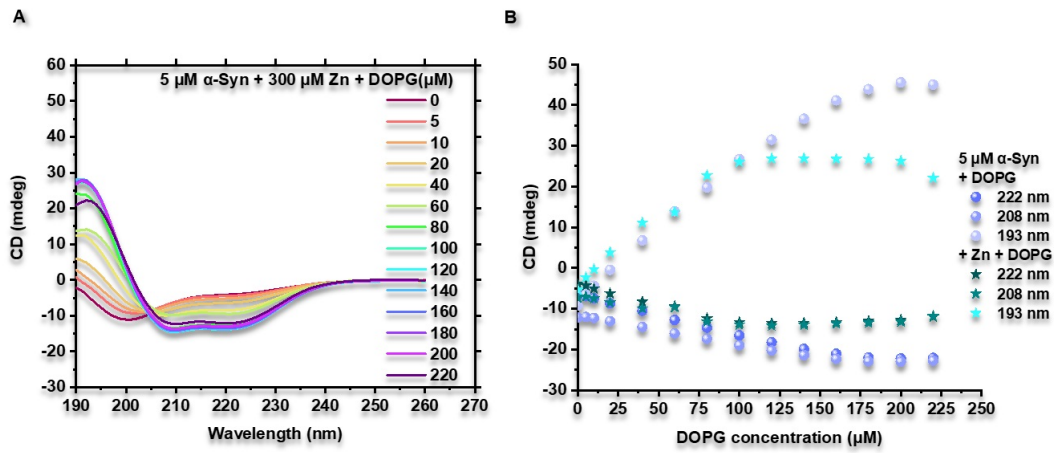 A
5 µM α-Syn + 300 µM Zn + DOPG(µM)
0
5
10
20
40
60
80
100
120
140
160
180
200
220
60
50
40
30
20
10
0
-10
-20
-30
CD (mdeg)
190 200 210 220 230 240 250 260 270
Wavelength (nm)
B
50
40
30
20
10
0
-10
-20
-30
CD (mdeg)
0 25 50 75 100 125 150 175 200 225 250
DOPG concentration (µM)
5 µM α-Syn
+ DOPG
222 nm
208 nm
193 nm
+ Zn + DOPG
222 nm
208 nm
193 nm